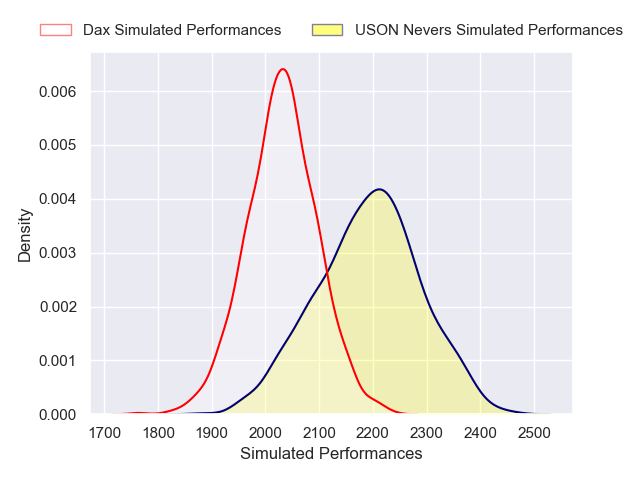 Dax Simulated Performances
USON Nevers Simulated Performances
0.006
0.005
0.004
0.003
0.002
0.001
0.000
Density
1700 1800 1900 2000 2100 2200 2300 2400 2500
Simulated Performances